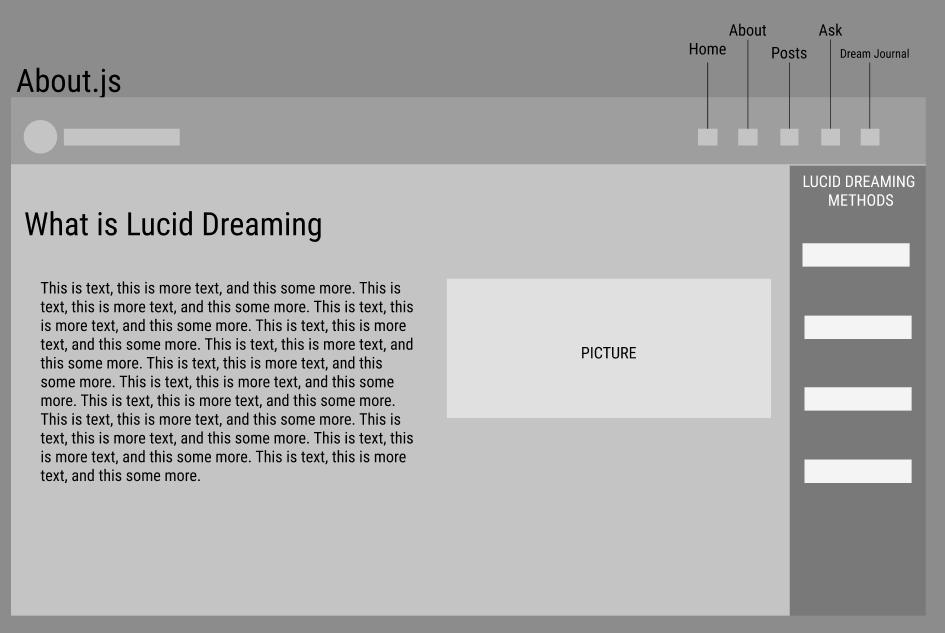 About
Ask
Home
Posts
Dream Journal
About.js
LUCID DREAMING
METHODS
What is Lucid Dreaming
This is text, this is more text, and this some more. This is
text, this is more text, and this some more. This is text, this
is more text, and this some more. This is text, this is more
text, and this some more. This is text, this is more text, and
this some more. This is text, this is more text, and this
some more. This is text, this is more text, and this some
more. This is text, this is more text, and this some more.
This is text, this is more text, and this some more. This is
text, this is more text, and this some more. This is text, this
is more text, and this some more. This is text, this is more
text, and this some more.
PICTURE